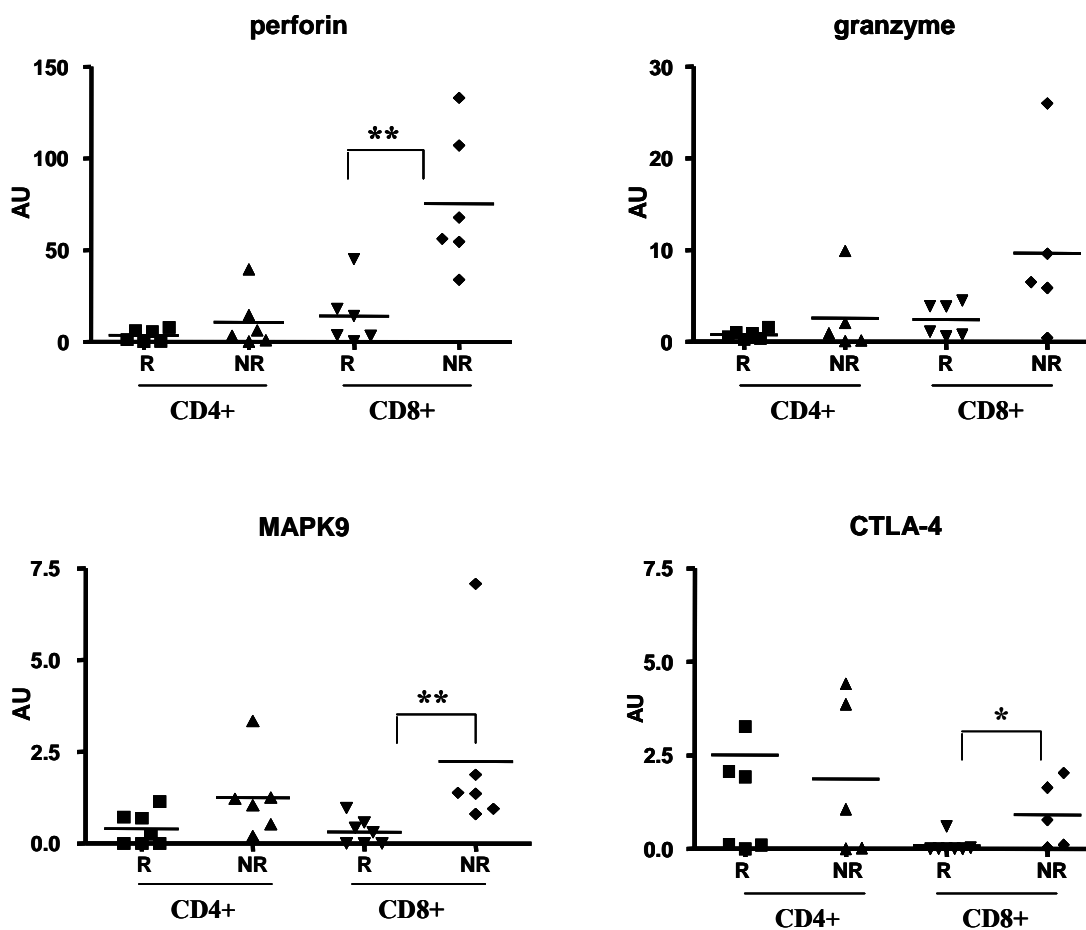 perforin
150
100
50
0
AU
**
R
NR
R
NR
CD4+
CD8+
granzyme
30
20
10
0
AU
R
NR
R
NR
CD4+
CD8+
MAPK9
7.5
5.0
2.5
0.0
AU
**
R
NR
R
NR
CD4+
CD8+
CTLA-4
7.5
5.0
2.5
0.0
AU
*
R
NR
R
NR
CD4+
CD8+